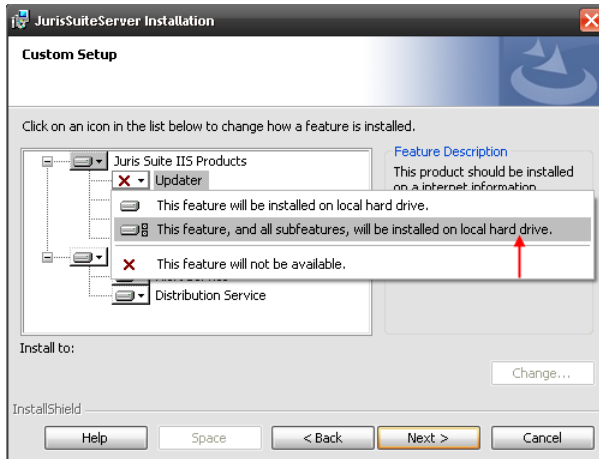 JurisSuiteServer Installation
Custom Setup
Click on an icon in the list below to change how a feature is installed.
Juris Suite IIS Products
Updater
This feature will be installed on local hard drive.
This feature, and all subfeatures, will be installed on local hard drive.
This feature will not be available.
Distribution Service
Feature Description
This product should be installed
on a internet information
Install to:
Change...
InstallShield
Help
Space
< Back
Next >
Cancel